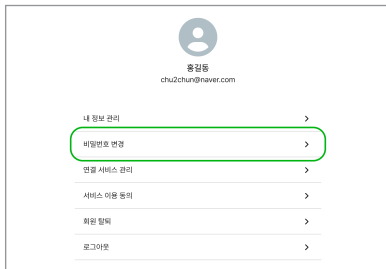 홍길동
chu2chun@naver.com
내 정보 관리
비밀번호 변경
연결 서비스 관리
서비스 이용 동의
회원 탈퇴
로그아웃